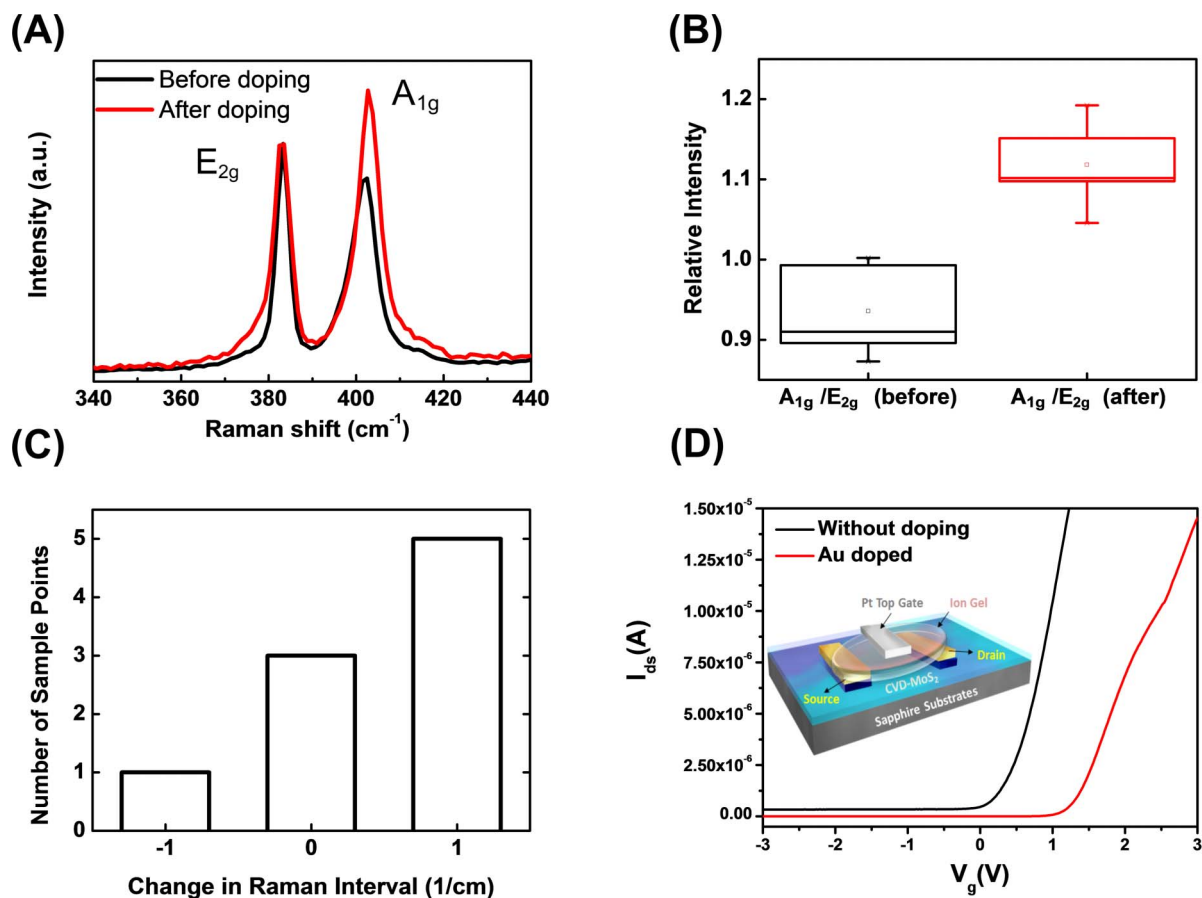 (A)
Before doping
After doping
E2g
A1g
Intensity (a.u.)
340 360 380 400 420 440
Raman shift (cm-1)
(B)
Relative Intensity
1.2
1.1
1.0
0.9
A1g /E2g (before) A1g /E2g (after)
(C)
Number of Sample Points
5
4
3
2
1
0
-1 0 1
Change in Raman Interval (1/cm)
(D)
Without doping
Au doped
Ids(A)
1.50x10-5
1.25x10-5
1.00x10-5
7.50x10-6
5.00x10-6
2.50x10-6
0.00
Pt Top Gate
Ion Gel
Drain
Source
CVD-MoS2
Sapphire Substrates
-3 -2 -1 0 1 2 3
Vg(V)